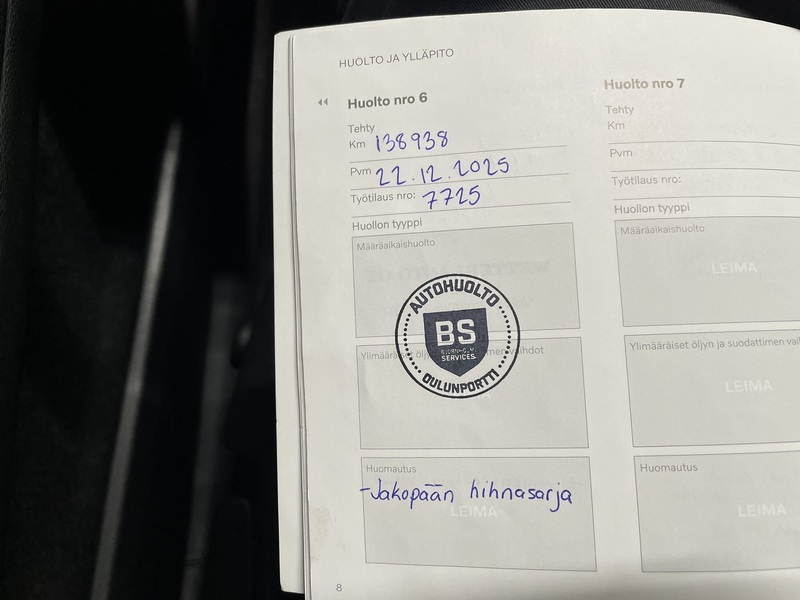 HUOLTO JA YLLÄPITO
Huolto nro 6
Tehty
Km 138938
Pvm 22.12.2025
Työtilaus nro: 7725
Huollon tyyppi
Määräaikaishuolto
AUTOHUOLTO
BS
SERVICES
OULUNPORTTI
vaihdot
Huomautus
-Jakopään hihnasarja
LEIMA
8
Huolto nro 7
Tehty
Km
Pvm
Työtilaus nro:
Huollon tyyppi
Määräaikaishuolto
LEIMA
Ylimääräiset öljyn ja suodattimen
LEIMA
Huomautus
LEIMA